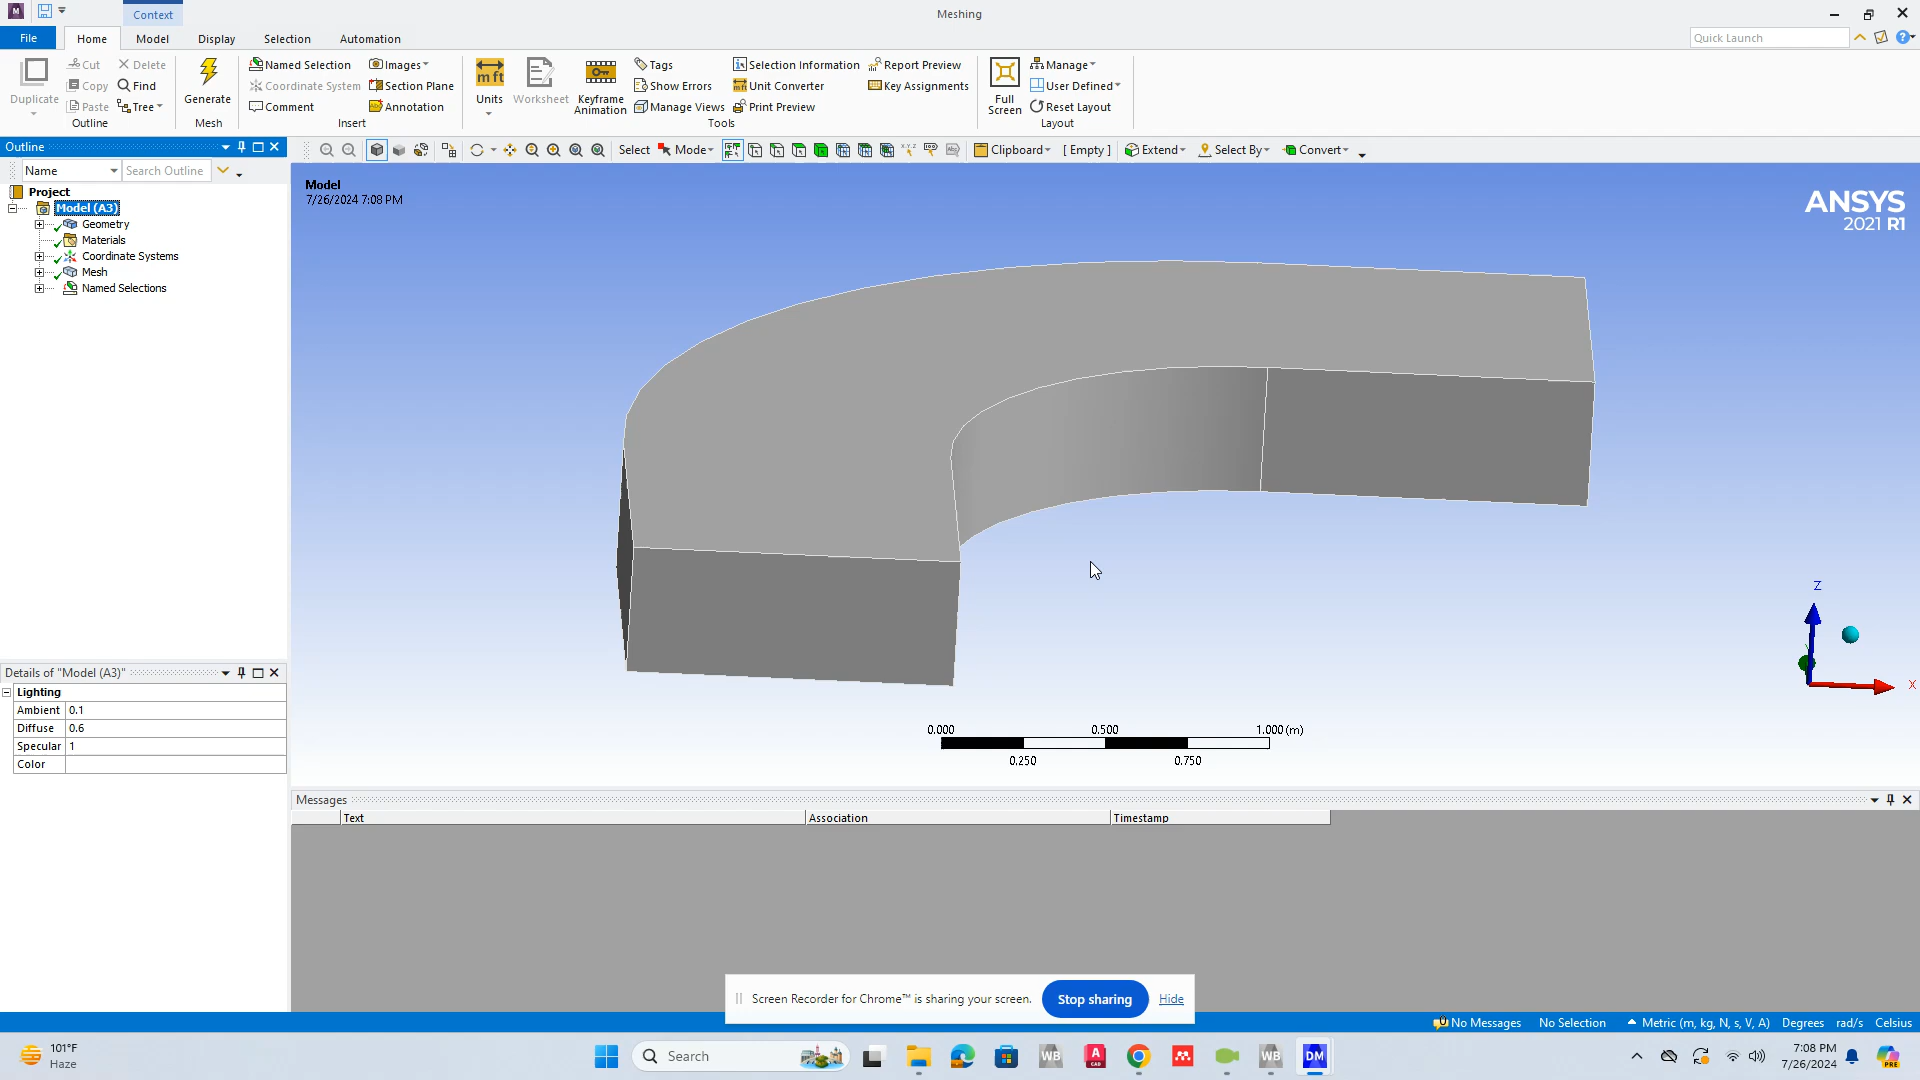 Context
Meshing
File Home Model Display Selection Automation
Quick Launch
Duplicate
Cut
Copy
Paste
Delete
Find
Tree
Outline
Generate
Mesh
Named Selection
Coordinate System
Comment
Images
Section Plane
Annotation
Insert
Units
Worksheet
Keyframe
Animation
Tags
Show Errors
Manage Views
Selection Information
Unit Converter
Print Preview
Report Preview
Key Assignments
Tools
Full
Screen
Manage
User Defined
Reset Layout
Layout
Outline
Name Search Outline
Project
Model (A3)
Geometry
Materials
Coordinate Systems
Mesh
Named Selections
Select Mode Clipboard [ Empty ] Extend Select By Convert
Model
7/26/2024 7:08 PM
ANSYS
2021 R1
Z
X
0.000 0.500 1.000 (m)
0.250 0.750
Details of "Model (A3)"
Lighting
Ambient 0.1
Diffuse 0.6
Specular 1
Color
Messages
Text Association Timestamp
Screen Recorder for Chrome™ is sharing your screen. Stop sharing Hide
No Messages No Selection Metric (m, kg, N, s, V, A) Degrees rad/s Celsius
101°F
Haze
Search
WB
WB
DM
7:08 PM
7/26/2024